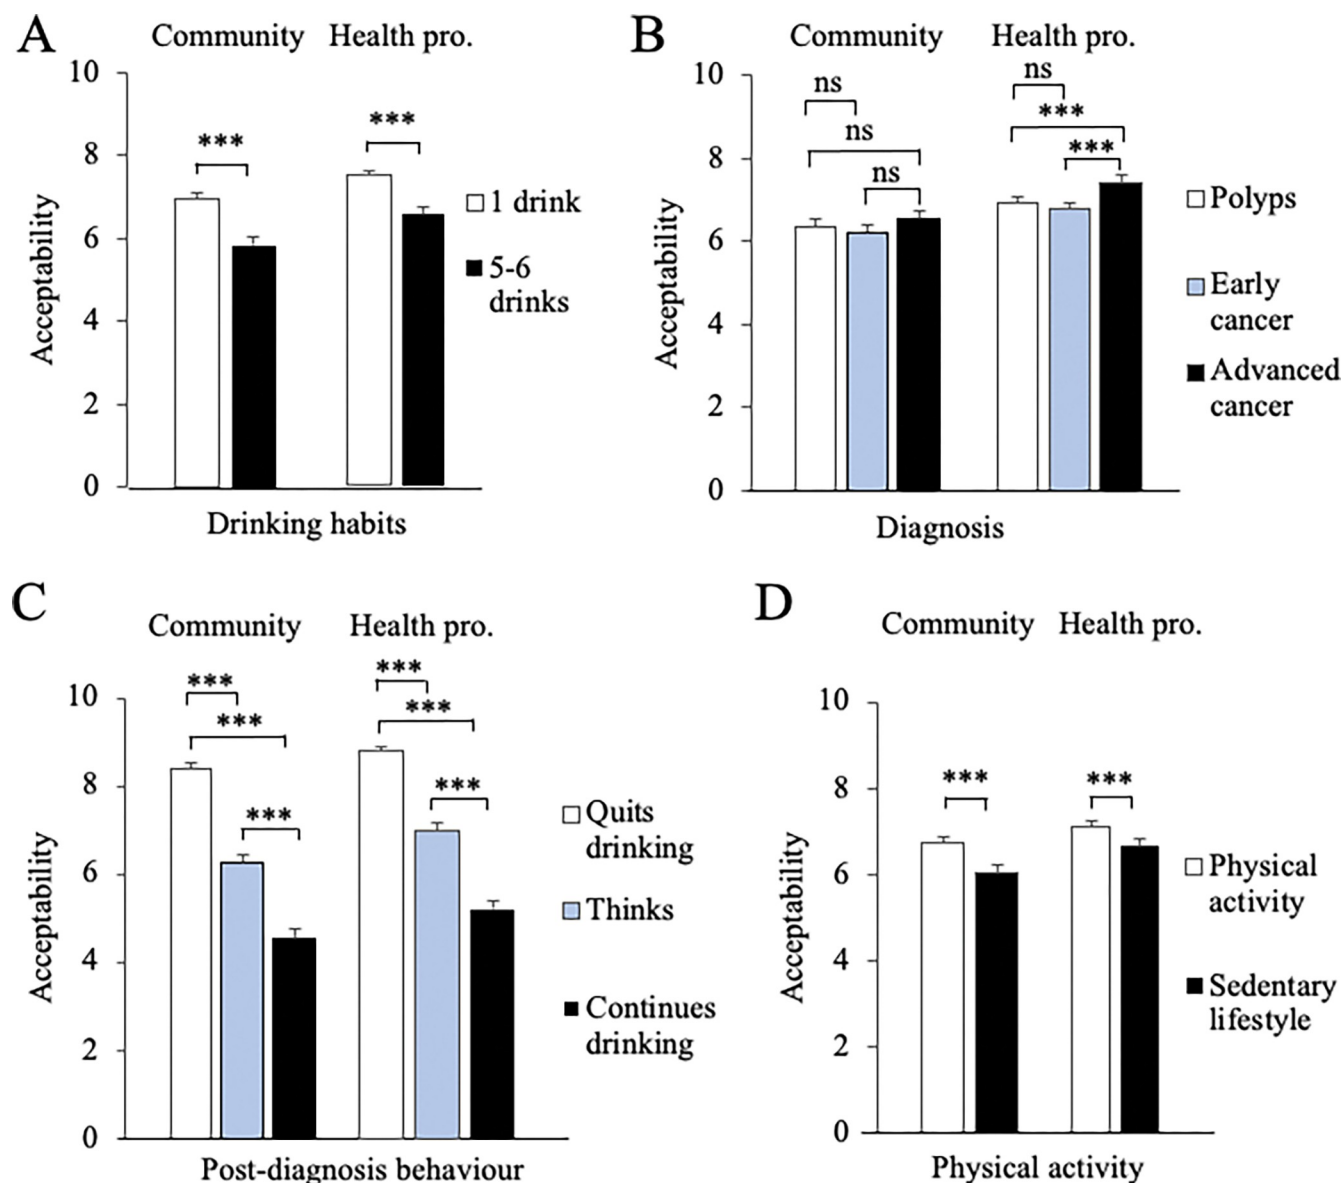 A
Community Health pro.
10
8
6
4
2
0
Acceptability
***
***
1 drink
5-6
drinks
Drinking habits
B
Community Health pro.
10
8
6
4
2
0
Acceptability
ns
ns
ns
ns
***
***
Polyps
Early
cancer
Advanced
cancer
Diagnosis
C
Community Health pro.
10
8
6
4
2
0
Acceptability
***
***
***
***
***
***
Quits
drinking
Thinks
Continues
drinking
Post-diagnosis behaviour
D
Community Health pro.
10
8
6
4
2
0
Acceptability
***
***
Physical
activity
Sedentary
lifestyle
Physical activity